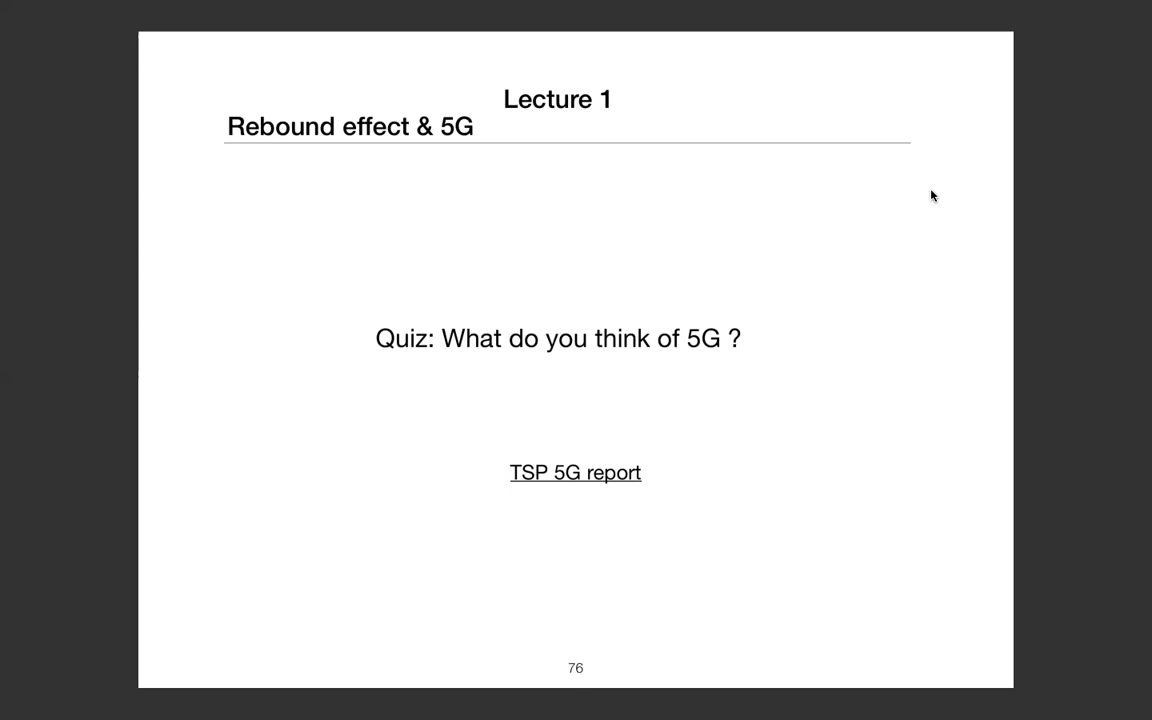 Lecture 1
Rebound effect & 5G
Quiz: What do you think of 5G ?
TSP 5G report
76